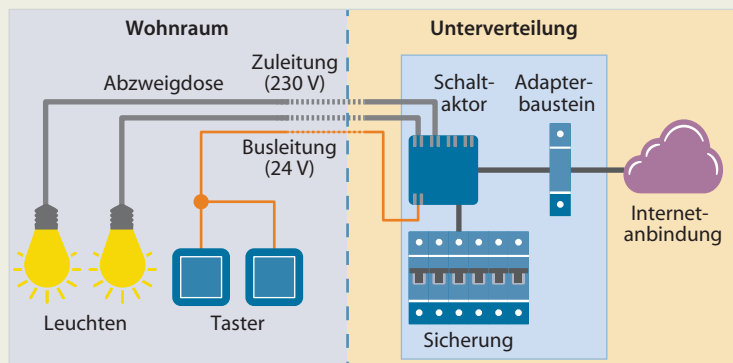 Wohnraum
Unterverteilung
Zuleitung
(230 V)
Abzweigdose
Busleitung
(24 V)
Schalt-
aktor
Adapter-
baustein
Internet-
anbindung
Leuchten
Taster
Sicherung